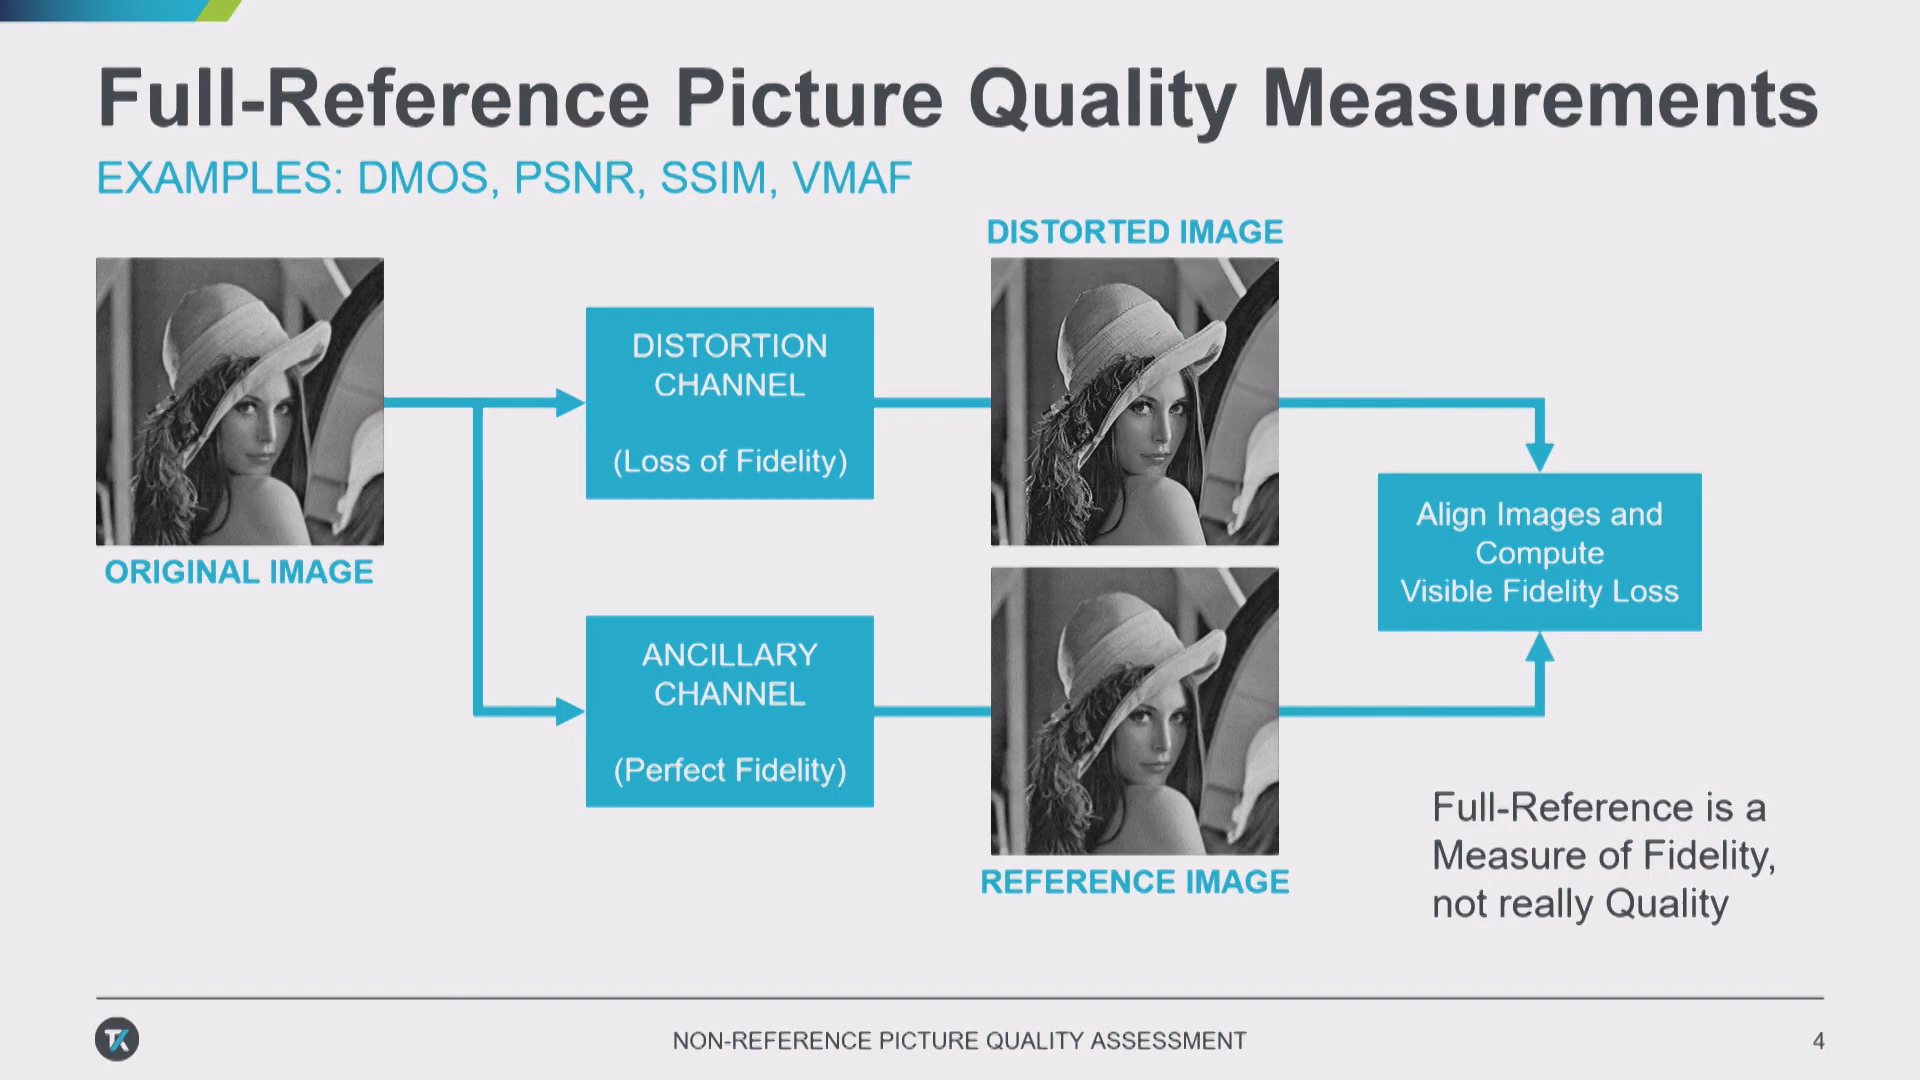 Full-Reference Picture Quality Measurements
EXAMPLES: DMOS, PSNR, SSIM, VMAF
DISTORTED IMAGE
DISTORTION
CHANNEL
(Loss of Fidelity)
ORIGINAL IMAGE
Align Images and
Compute
Visible Fidelity Loss
ANCILLARY
CHANNEL
(Perfect Fidelity)
REFERENCE IMAGE
Full-Reference is a
Measure of Fidelity,
not really Quality
NON-REFERENCE PICTURE QUALITY ASSESSMENT
4